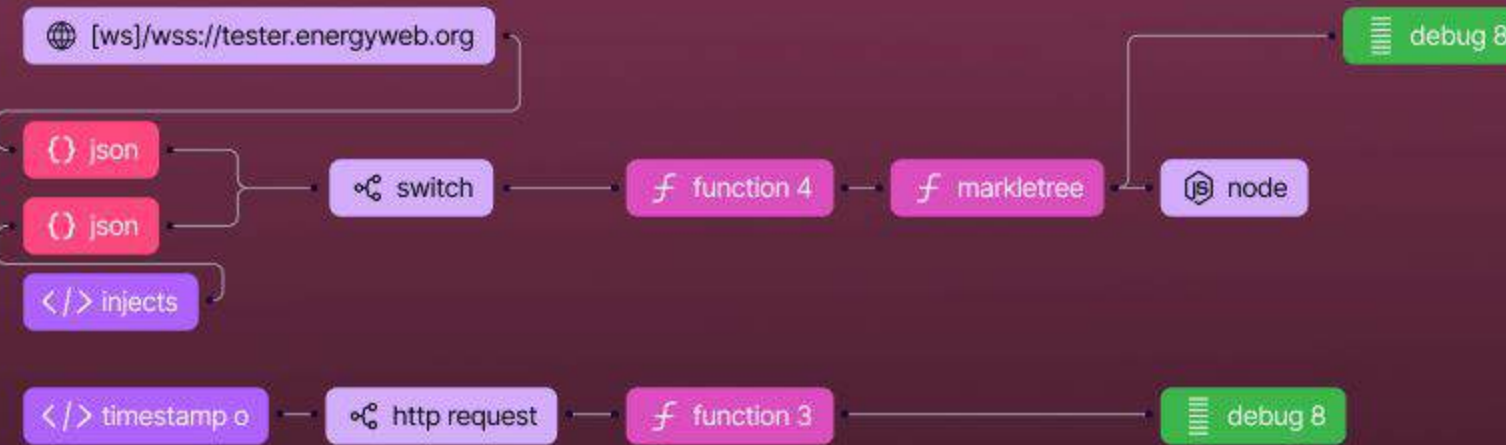 [ws]/wss://tester.energyweb.org
debug 8
{} json
switch
function 4
markletree
JS node
{} json
</> injects
</> timestamp o
http request
function 3
debug 8